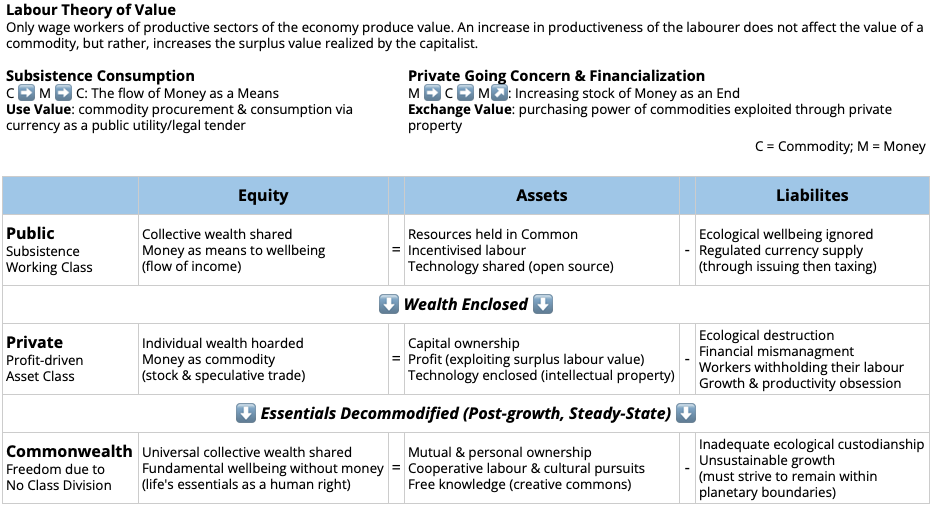 Labour Theory of Value
Only wage workers of productive sectors of the economy produce value. An increase in productiveness of the labourer does not affect the value of a
commodity, but rather, increases the surplus value realized by the capitalist.
Subsistence Consumption
C ➡ M ➡ C: The flow of Money as a Means
Use Value: commodity procurement & consumption via
currency as a public utility/legal tender
Private Going Concern & Financialization
M ➡ C ➡ M↗: Increasing stock of Money as an End
Exchange Value: purchasing power of commodities exploited through private
property
C = Commodity; M = Money
Equity
Assets
Liabilites
Public
Subsistence
Working Class
Collective wealth shared
Money as means to wellbeing
(flow of income)
=
Resources held in Common
Incentivised labour
Technology shared (open source)
-
Ecological wellbeing ignored
Regulated currency supply
(through issuing then taxing)
⬇ Wealth Enclosed ⬇
Private
Profit-driven
Asset Class
Individual wealth hoarded
Money as commodity
(stock & speculative trade)
=
Capital ownership
Profit (exploiting surplus labour value)
Technology enclosed (intellectual property)
-
Ecological destruction
Financial mismanagment
Workers withholding their labour
Growth & productivity obsession
⬇ Essentials Decommodified (Post-growth, Steady-State) ⬇
Commonwealth
Freedom due to
No Class Division
Universal collective wealth shared
Fundamental wellbeing without money
(life's essentials as a human right)
=
Mutual & personal ownership
Cooperative labour & cultural pursuits
Free knowledge (creative commons)
-
Inadequate ecological custodianship
Unsustainable growth
(must strive to remain within
planetary boundaries)